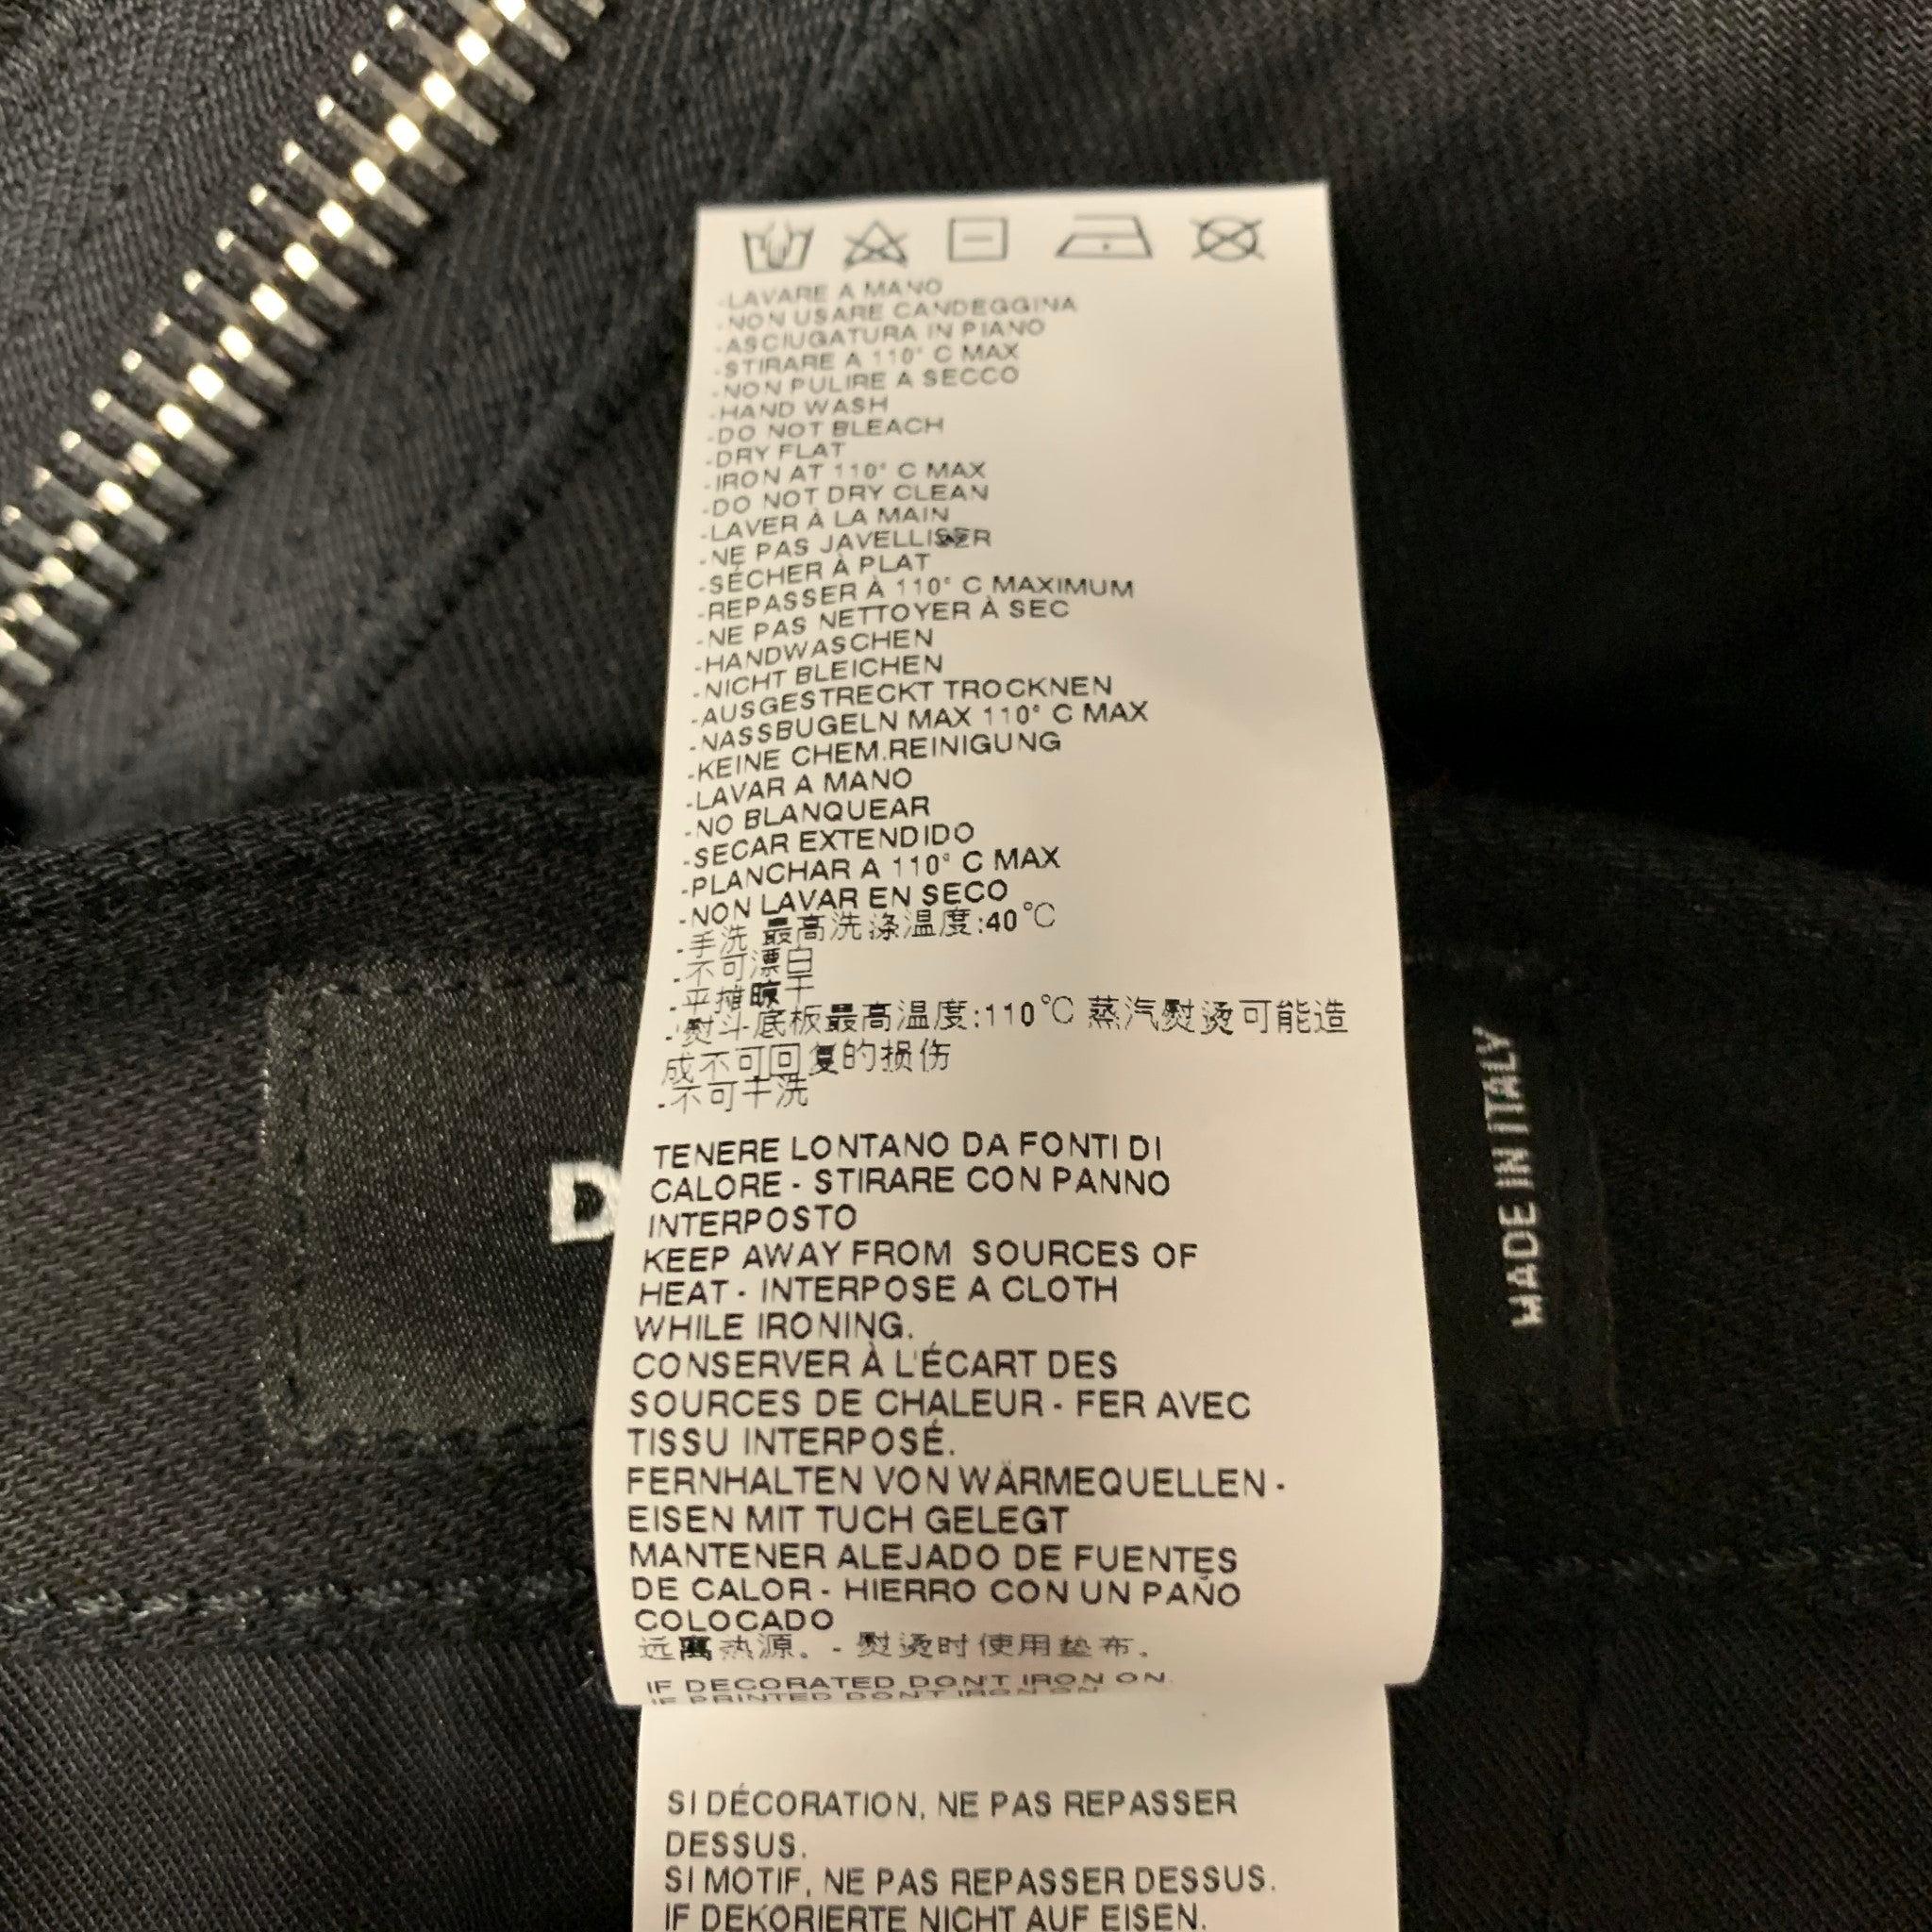 -LAVARE A MANO
-NON USARE CANDEGGINA
-ASCIUGATURA IN PIANO
-STIRARE A 110° C MAX
-NON PULIRE A SECCO
-HAND WASH
-DO NOT BLEACH
-DRY FLAT
-IRON AT 110° C MAX
-DO NOT DRY CLEAN
-LAVER À LA MAIN
-NE PAS JAVELLISER
-SÉCHER À PLAT
-REPASSER À 110° C MAXIMUM
-NE PAS NETTOYER À SEC
-HANDWASCHEN
-NICHT BLEICHEN
-AUSGESTRECKT TROCKNEN
-NASSBUGELN MAX 110° C MAX
-KEINE CHEM.REINIGUNG
-LAVAR A MANO
-NO BLANQUEAR
-SECAR EXTENDIDO
-PLANCHAR A 110° C MAX
-NON LAVAR EN SECO
-手洗 最高洗涤温度:40℃
-不可漂白
-平摊晾干
-熨斗底板最高温度:110℃ 蒸汽熨烫可能造
成不可回复的损伤
-不可干洗
TENERE LONTANO DA FONTI DI
CALORE - STIRARE CON PANNO
INTERPOSTO
KEEP AWAY FROM SOURCES OF
HEAT - INTERPOSE A CLOTH
WHILE IRONING.
CONSERVER À L'ÉCART DES
SOURCES DE CHALEUR - FER AVEC
TISSU INTERPOSÉ.
FERNHALTEN VON WÄRMEQUELLEN -
EISEN MIT TUCH GELEGT
MANTENER ALEJADO DE FUENTES
DE CALOR - HIERRO CON UN PAÑO
COLOCADO
远离热源。- 熨烫时使用垫布。
IF DECORATED DON'T IRON ON.
IF PRINTED DON'T IRON ON
SI DÉCORATION, NE PAS REPASSER
DESSUS.
SI MOTIF, NE PAS REPASSER DESSUS.
IF DEKORIERTE NICHT AUF EISEN.
D
MADE IN ITALY